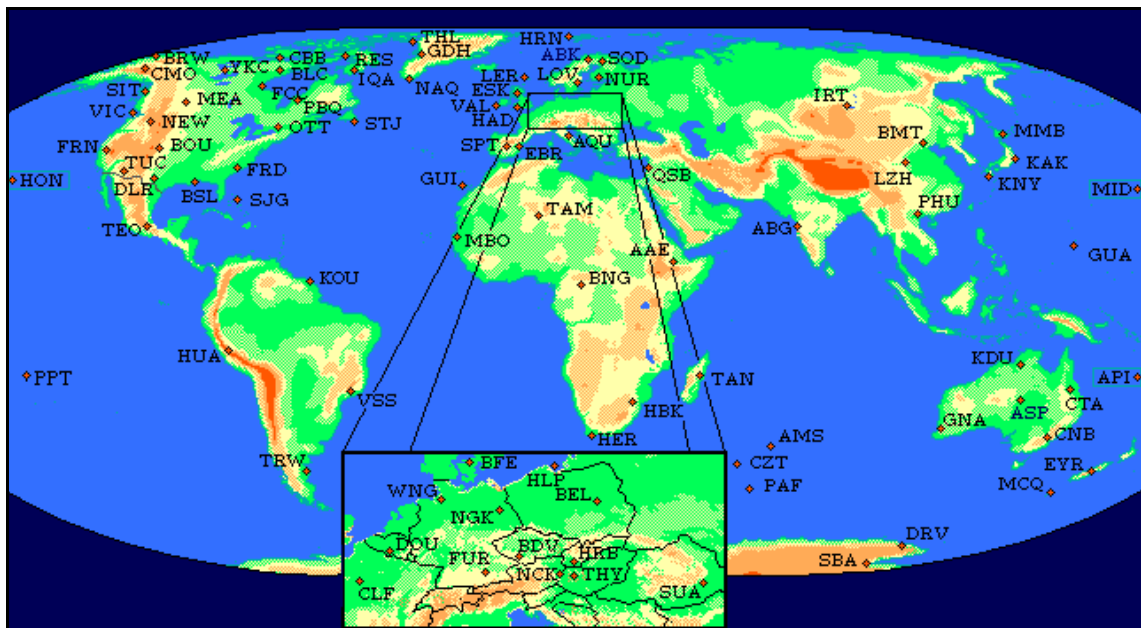 THL
HRN
BRW
CBB
RES
GDH
ABK
SOD
CMO
YKC
BLC
IQA
NAQ
LER
LOV
NUR
SIT
MEA
FCC
PBQ
ESK
VIC
NEW
OTT
STJ
VAL
HAD
IRT
FRN
BOU
SPT
EBR
AQU
BMT
MMB
TUC
FRD
QSB
LZH
KAK
HON
DLR
BSL
SJG
GUI
KNY
MID
TEO
MBO
TAM
ABG
PHU
AAE
GUA
KOU
BNG
HUA
KDU
PPT
VSS
TAN
API
HBK
ASP
CTA
HER
AMS
GNA
CNB
TRW
BFE
HLP
CZT
EYR
WNG
BEL
PAF
MCQ
NGK
DOU
BDV
HRB
DRV
FUR
NCK
THY
SBA
CLF
SUA